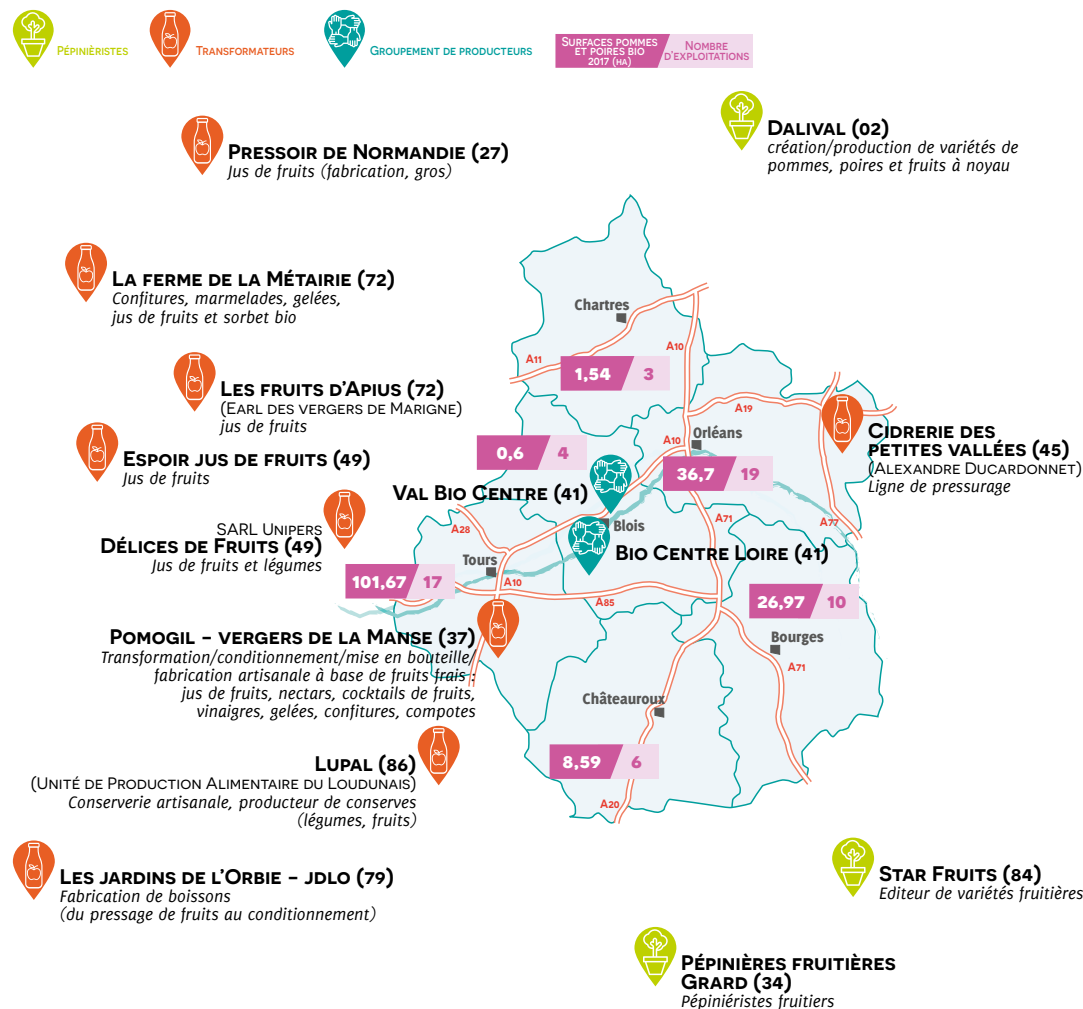 Pépinièristes
Transformateurs
Groupement de producteurs
Surfaces pommes
et poires bio
2017 (ha)
Nombre
d'exploitations
Dalival (02)
création/production de variétés de
pommes, poires et fruits à noyau
Pressoir de Normandie (27)
Jus de fruits (fabrication, gros)
La ferme de la Métairie (72)
Confitures, marmelades, gelées,
jus de fruits et sorbet bio
Chartres
A11
A10
1,54 3
Les fruits d'Apius (72)
(Earl des vergers de Marigne)
jus de fruits
A19
Orléans
A10
Cidrerie des
petites vallées (45)
(Alexandre Ducardonnet)
Ligne de pressurage
Espoir jus de fruits (49)
Jus de fruits
0,6 4
36,7 19
Val Bio Centre (41)
Blois
A71
A77
SARL Unipers
Délices de Fruits (49)
Jus de fruits et légumes
A28
Bio Centre Loire (41)
Tours
101,67 17
A10
A85
26,97 10
Pomogil – vergers de la Manse (37)
Transformation/conditionnement/mise en bouteille/
fabrication artisanale à base de fruits frais :
jus de fruits, nectars, cocktails de fruits,
vinaigres, gelées, confitures, compotes
Bourges
A71
Châteauroux
8,59 6
A20
Lupal (86)
(Unité de Production Alimentaire du Loudunais)
Conserverie artisanale, producteur de conserves
(légumes, fruits)
Les jardins de l'Orbie – JDLO (79)
Fabrication de boissons
(du pressage de fruits au conditionnement)
Star Fruits (84)
Editeur de variétés fruitières
Pépinières fruitières
Grard (34)
Pépiniéristes fruitiers